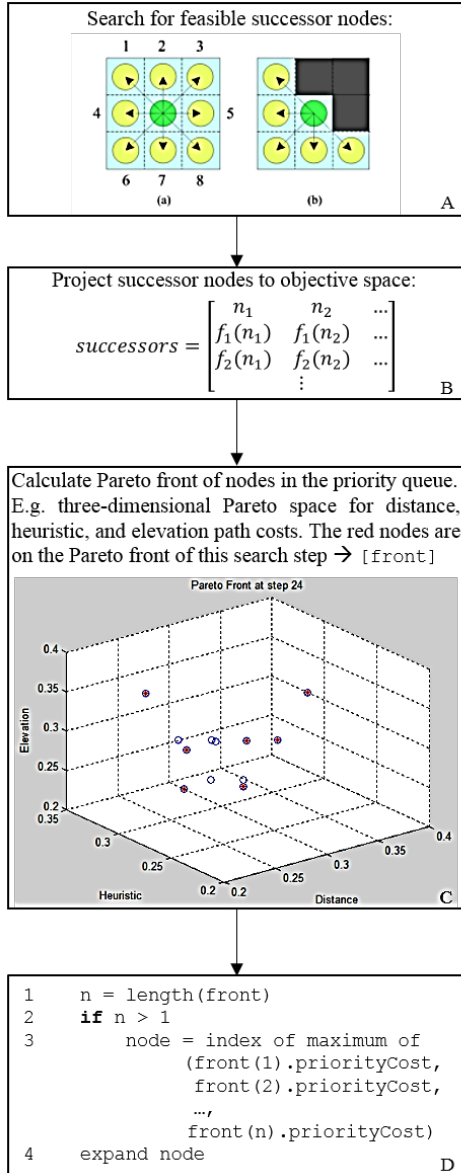 Search for feasible successor nodes:
1 2 3
4 5
6 7 8
(a) (b)
A
Project successor nodes to objective space:
n₁ n₂ ...
successors = f₁(n₁) f₁(n₂) ...
f₂(n₁) f₂(n₂) ...
⋮
B
Calculate Pareto front of nodes in the priority queue.
E.g. three-dimensional Pareto space for distance,
heuristic, and elevation path costs. The red nodes are
on the Pareto front of this search step → [front]
Pareto Front at step 24
0.4
0.35
0.3
0.25
0.2
Elevation
0.35
0.3
0.25
0.2
Heuristic
0.2
0.25
0.3
0.35
0.4
Distance
C
1 n = length(front)
2 if n > 1
3 node = index of maximum of
(front(1).priorityCost,
front(2).priorityCost,
…,
front(n).priorityCost)
4 expand node
D